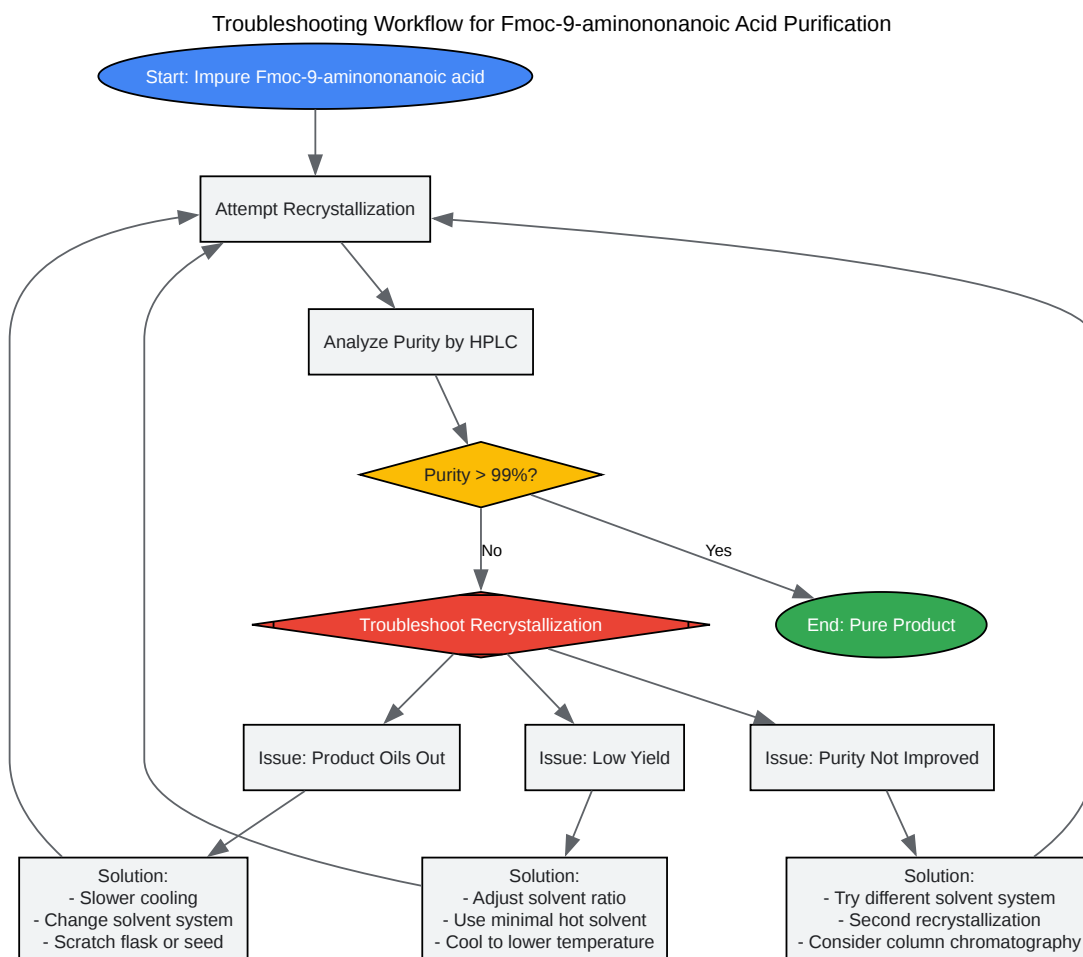 Troubleshooting Workflow for Fmoc-9-aminononanoic Acid Purification
Start: Impure Fmoc-9-aminononanoic acid
Attempt Recrystallization
Analyze Purity by HPLC
Purity > 99%?
No
Yes
Troubleshoot Recrystallization
End: Pure Product
Issue: Product Oils Out
Issue: Low Yield
Issue: Purity Not Improved
Solution:
- Slower cooling
- Change solvent system
- Scratch flask or seed
Solution:
- Adjust solvent ratio
- Use minimal hot solvent
- Cool to lower temperature
Solution:
- Try different solvent system
- Second recrystallization
- Consider column chromatography